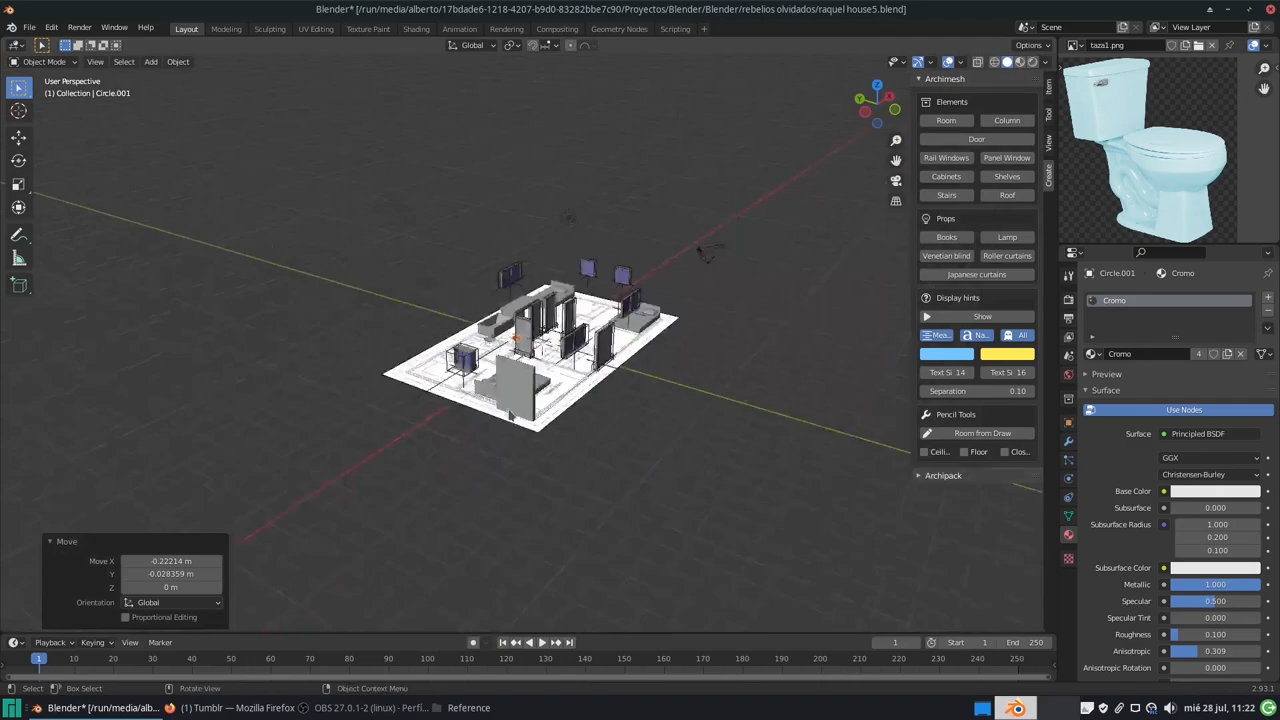 Blender* [/run/media/alberto/17bdade6-1218-4207-b9d0-83282bbe7c90/Proyectos/Blender/Blender/rebelios olvidados/raquel house5.blend]
File Edit Render Window Help
Layout Modeling Sculpting UV Editing Texture Paint Shading Animation Rendering Compositing Geometry Nodes Scripting +
Scene
View Layer
Global
Options
taza1.png
Object Mode View Select Add Object
User Perspective
(1) Collection | Circle.001
Z
Y
X
Archimesh
Elements
Room Column
Door
Rail Windows Panel Window
Cabinets Shelves
Stairs Roof
Props
Books Lamp
Venetian blind Roller curtains
Japanese curtains
Display hints
Show
Mea... Na... All
Text Si 14 Text Si 16
Separation 0.10
Pencil Tools
Room from Draw
Ceili... Floor Clos...
Archipack
Item
Tool
View
Create
Circle.001 Cromo
Cromo
Cromo 4
Preview
Surface
Use Nodes
Surface Principled BSDF
GGX
Christensen-Burley
Base Color
Subsurface 0.000
Subsurface Radius 1.000
0.200
0.100
Subsurface Color
Metallic 1.000
Specular 0.500
Specular Tint 0.000
Roughness 0.100
Anisotropic 0.309
Anisotropic Rotation 0.000
Move
Move X -0.22214 m
Y -0.028359 m
Z 0 m
Orientation Global
Proportional Editing
Playback Keying View Marker
1 Start 1 End 250
1 10 20 30 40 50 60 70 80 90 100 110 120 130 140 150 160 170 180 190 200 210 220 230 240 250
Select Box Select Rotate View Object Context Menu 2.93.1
Blender* [/run/media/alb... (1) Tumblr — Mozilla Firefox OBS 27.0.1-2 (linux) - Perfi... Reference
mié 28 jul, 11:22